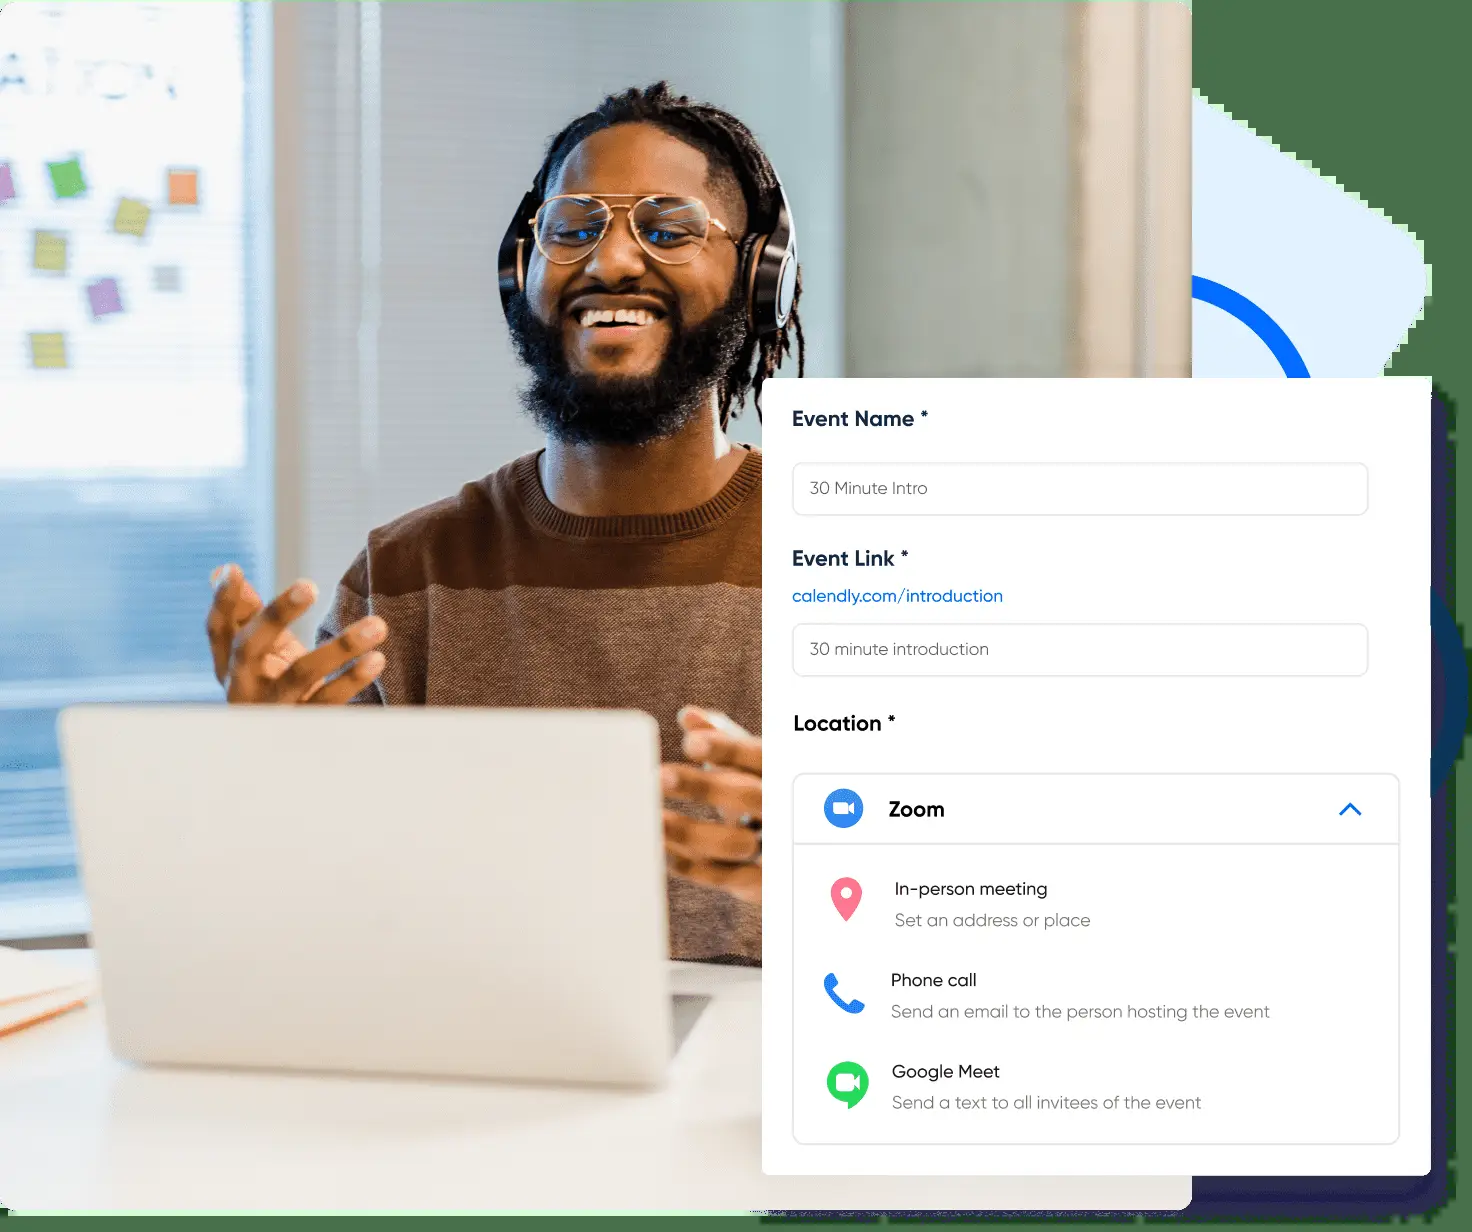 Event Name *
30 Minute Intro
Event Link *
calendly.com/introduction
30 minute introduction
Location *
Zoom
In-person meeting
Set an address or place
Phone call
Send an email to the person hosting the event
Google Meet
Send a text to all invitees of the event